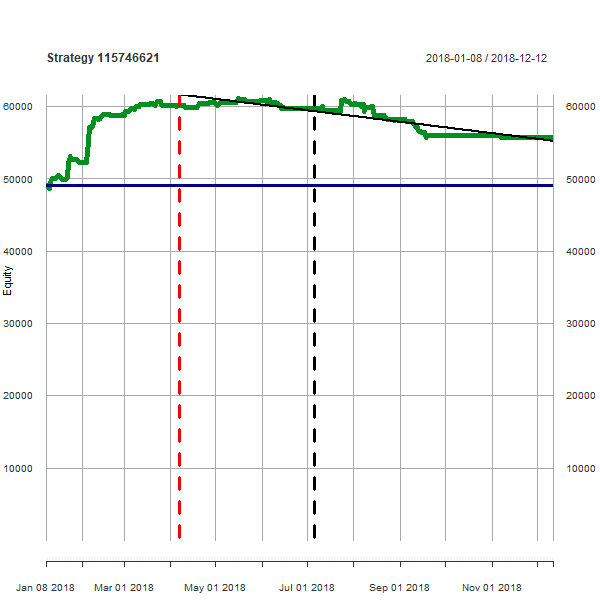 Strategy 115746621
2018-01-08 / 2018-12-12
60000
60000
50000
50000
40000
40000
Equity
30000
30000
20000
20000
10000
10000
Jan 08 2018
Mar 01 2018
May 01 2018
Jul 01 2018
Sep 01 2018
Nov 01 2018